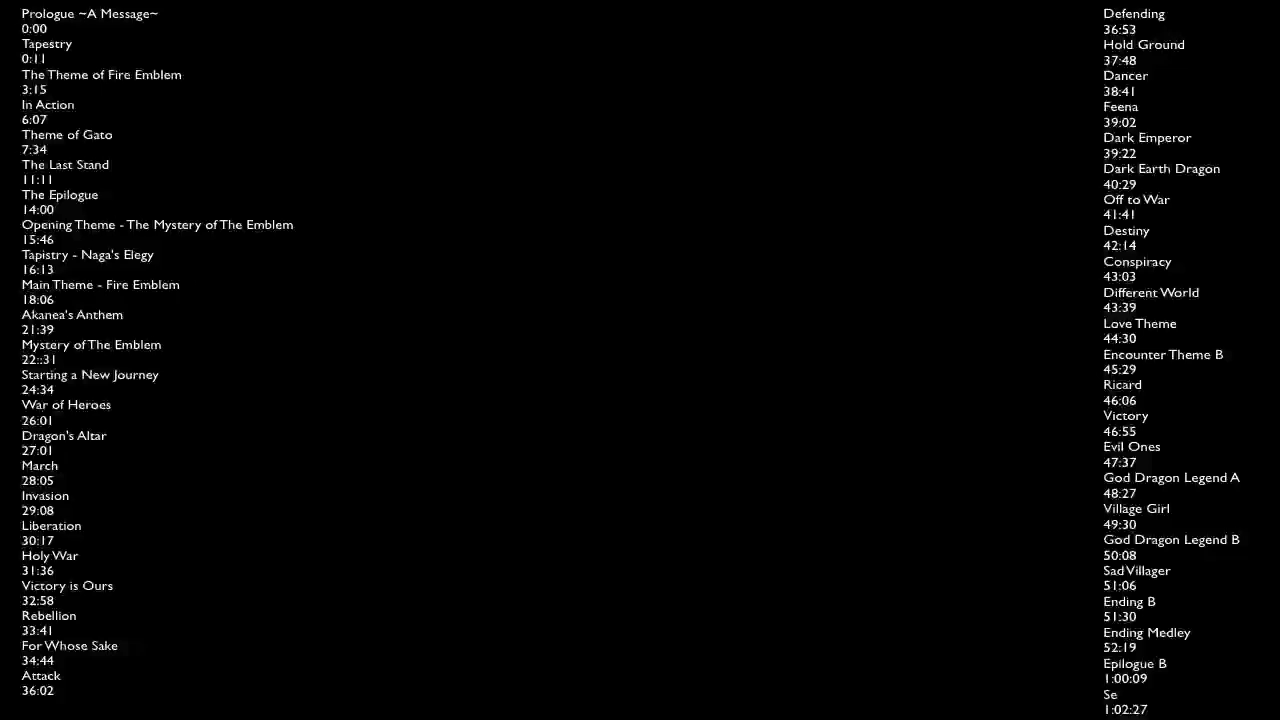 Prologue ~A Message~
0:00
Tapestry
0:11
The Theme of Fire Emblem
3:15
In Action
6:07
Theme of Gato
7:34
The Last Stand
11:11
The Epilogue
14:00
Opening Theme - The Mystery of The Emblem
15:46
Tapistry - Naga's Elegy
16:13
Main Theme - Fire Emblem
18:06
Akanea's Anthem
21:39
Mystery of The Emblem
22::31
Starting a New Journey
24:34
War of Heroes
26:01
Dragon's Altar
27:01
March
28:05
Invasion
29:08
Liberation
30:17
Holy War
31:36
Victory is Ours
32:58
Rebellion
33:41
For Whose Sake
34:44
Attack
36:02
Defending
36:53
Hold Ground
37:48
Dancer
38:41
Feena
39:02
Dark Emperor
39:22
Dark Earth Dragon
40:29
Off to War
41:41
Destiny
42:14
Conspiracy
43:03
Different World
43:39
Love Theme
44:30
Encounter Theme B
45:29
Ricard
46:06
Victory
46:55
Evil Ones
47:37
God Dragon Legend A
48:27
Village Girl
49:30
God Dragon Legend B
50:08
Sad Villager
51:06
Ending B
51:30
Ending Medley
52:19
Epilogue B
1:00:09
Se
1:02:27